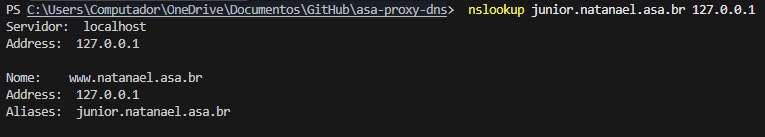 PS C:\Users\Computador\OneDrive\Documentos\GitHub\asa-proxy-dns> nslookup junior.natanael.asa.br 127.0.0.1
Servidor:  localhost
Address:  127.0.0.1
Nome:    www.natanael.asa.br
Address:  127.0.0.1
Aliases:  junior.natanael.asa.br